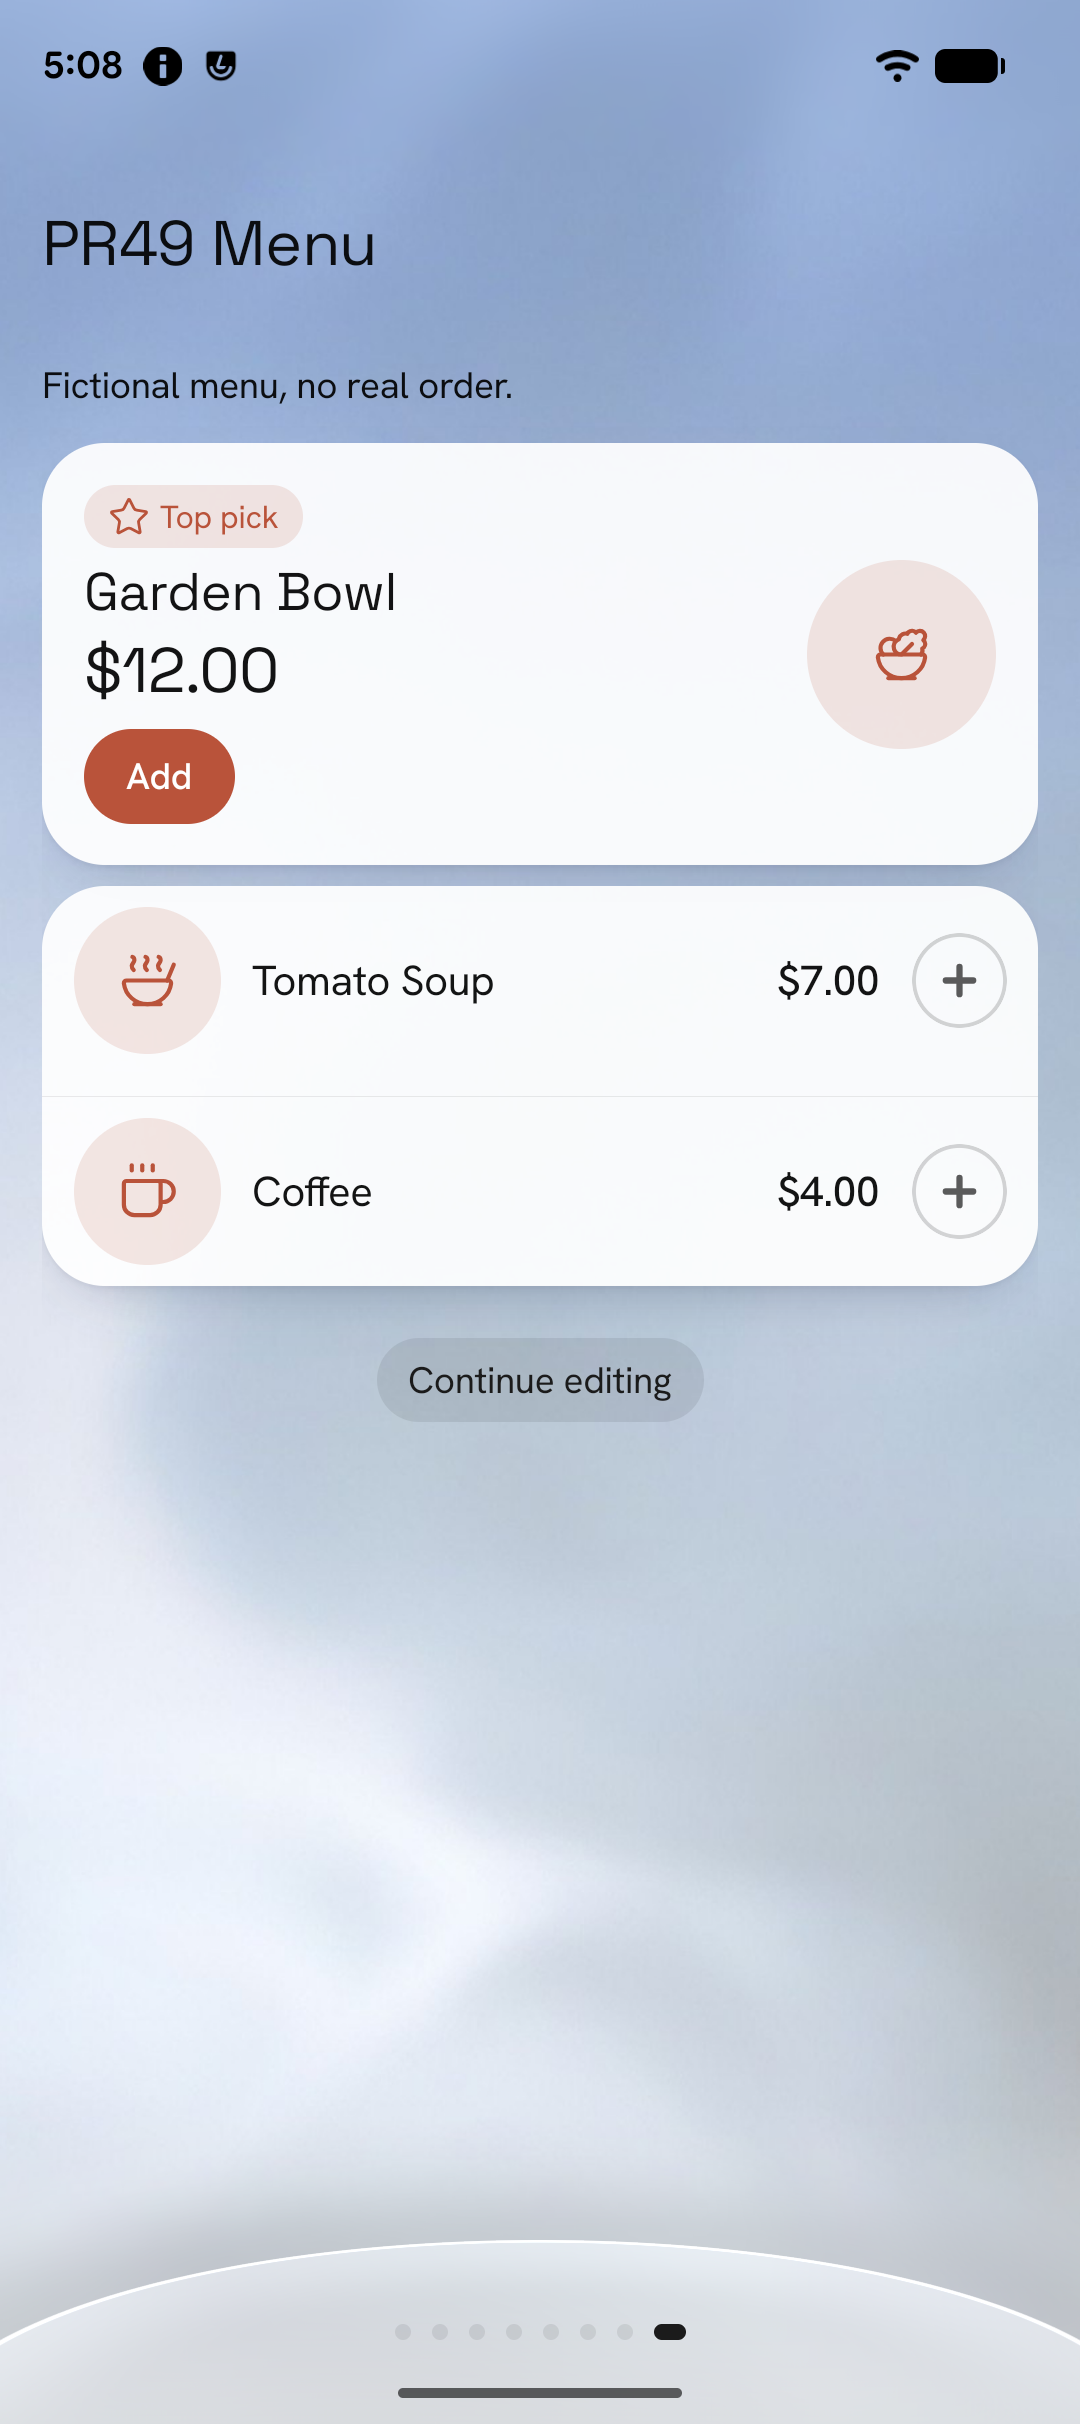 5:08
PR49 Menu
Fictional menu, no real order.
Top pick
Garden Bowl
$12.00
Add
Tomato Soup $7.00
Coffee $4.00
Continue editing